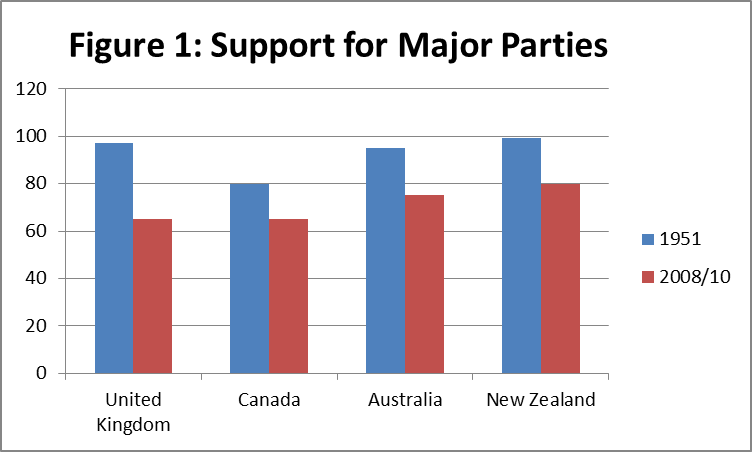 Figure 1: Support for Major Parties
120
100
80
60
40
20
0
United
Kingdom
Canada
Australia
New Zealand
1951
2008/10